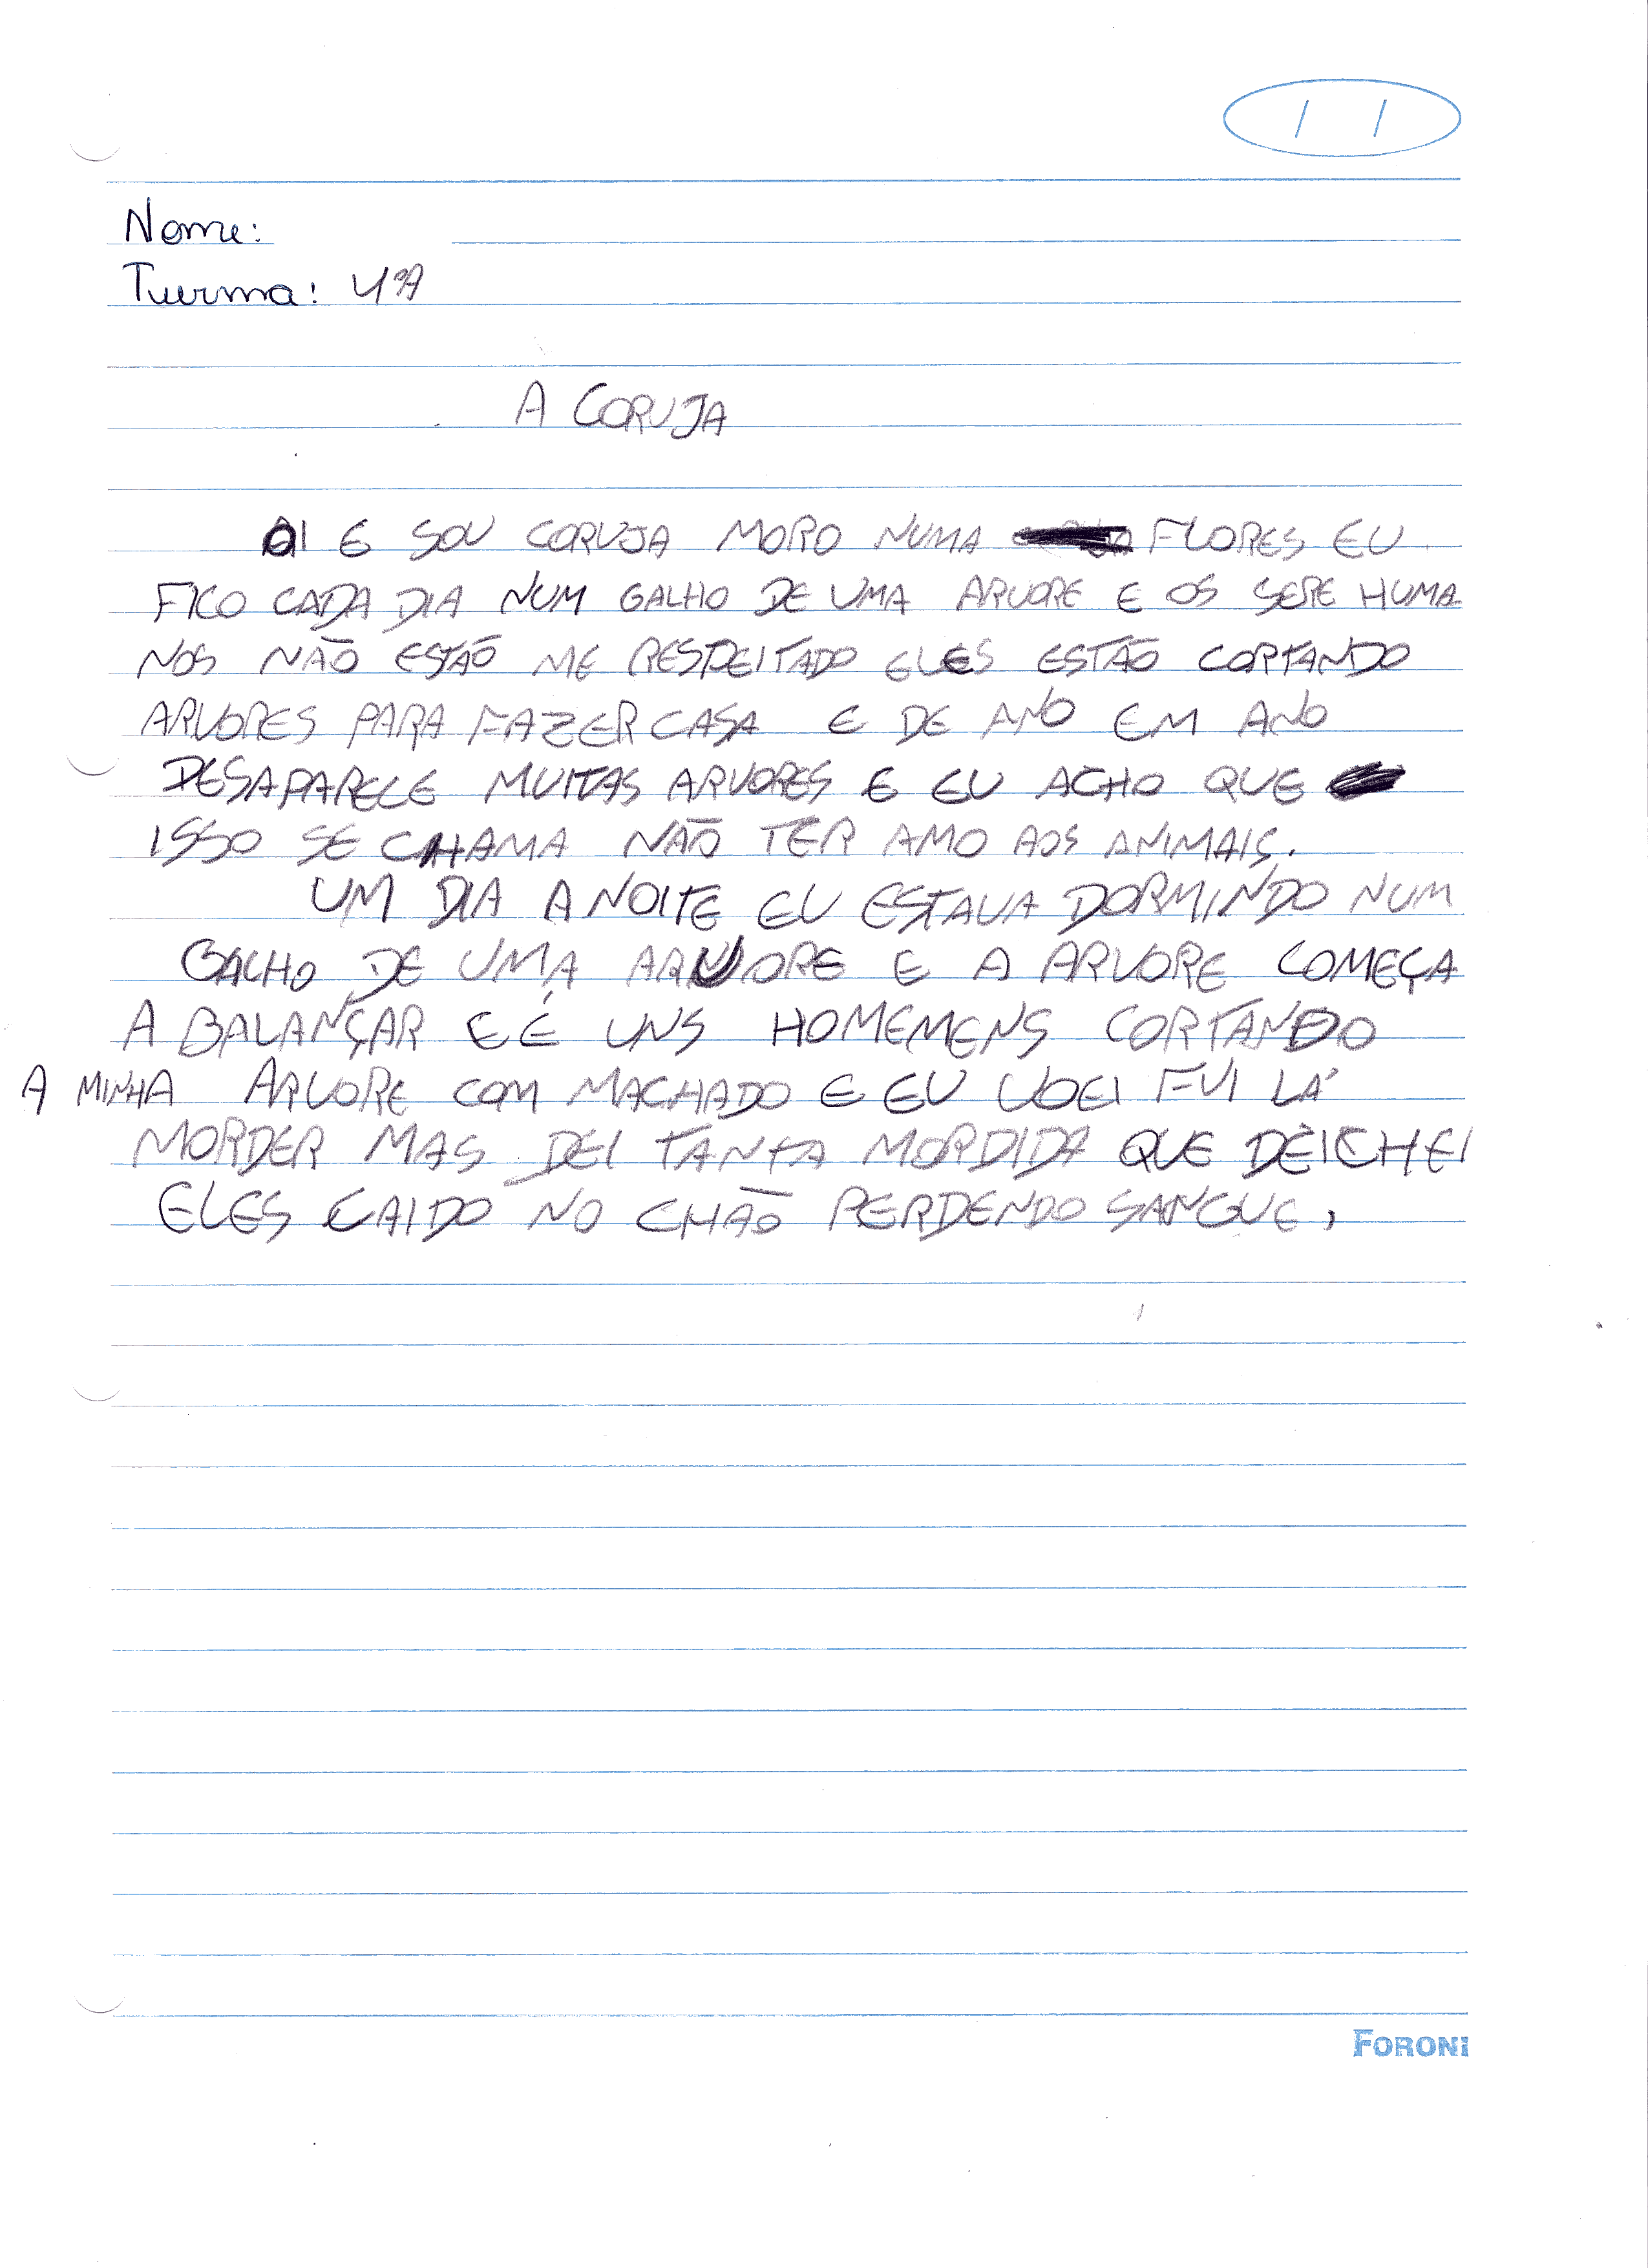 / /
Nome:
Turma: 4ªA
A CORUJA
OI E SOU CORUJA MORO NUMA FLORES EU
FICO CADA DIA NUM GALHO DE UMA ARVORE E OS SERE HUMA
NOS NÃO ESTÃO ME RESPEITADO ELES ESTÃO CORTANDO
ARVORES PARA FAZER CASA E DE ANO EM ANO
DESAPARECE MUITAS ARVORES E EU ACHO QUE
ISSO SE CHAMA NÃO TER AMO AOS ANIMAIS.
UM DIA A NOITE EU ESTAVA DORMINDO NUM
GALHO DE UMA ARVORE E A ARVORE COMEÇA
A BALANÇAR E É UNS HOMEMENS CORTANDO
A MINHA ARVORE COM MACHADO E EU VOEI FUI LÁ
MORDER MAS DEI TANTA MORDIDA QUE DEICHEI
ELES CAIDO NO CHÃO PERDENDO SANGUE,
FORONI